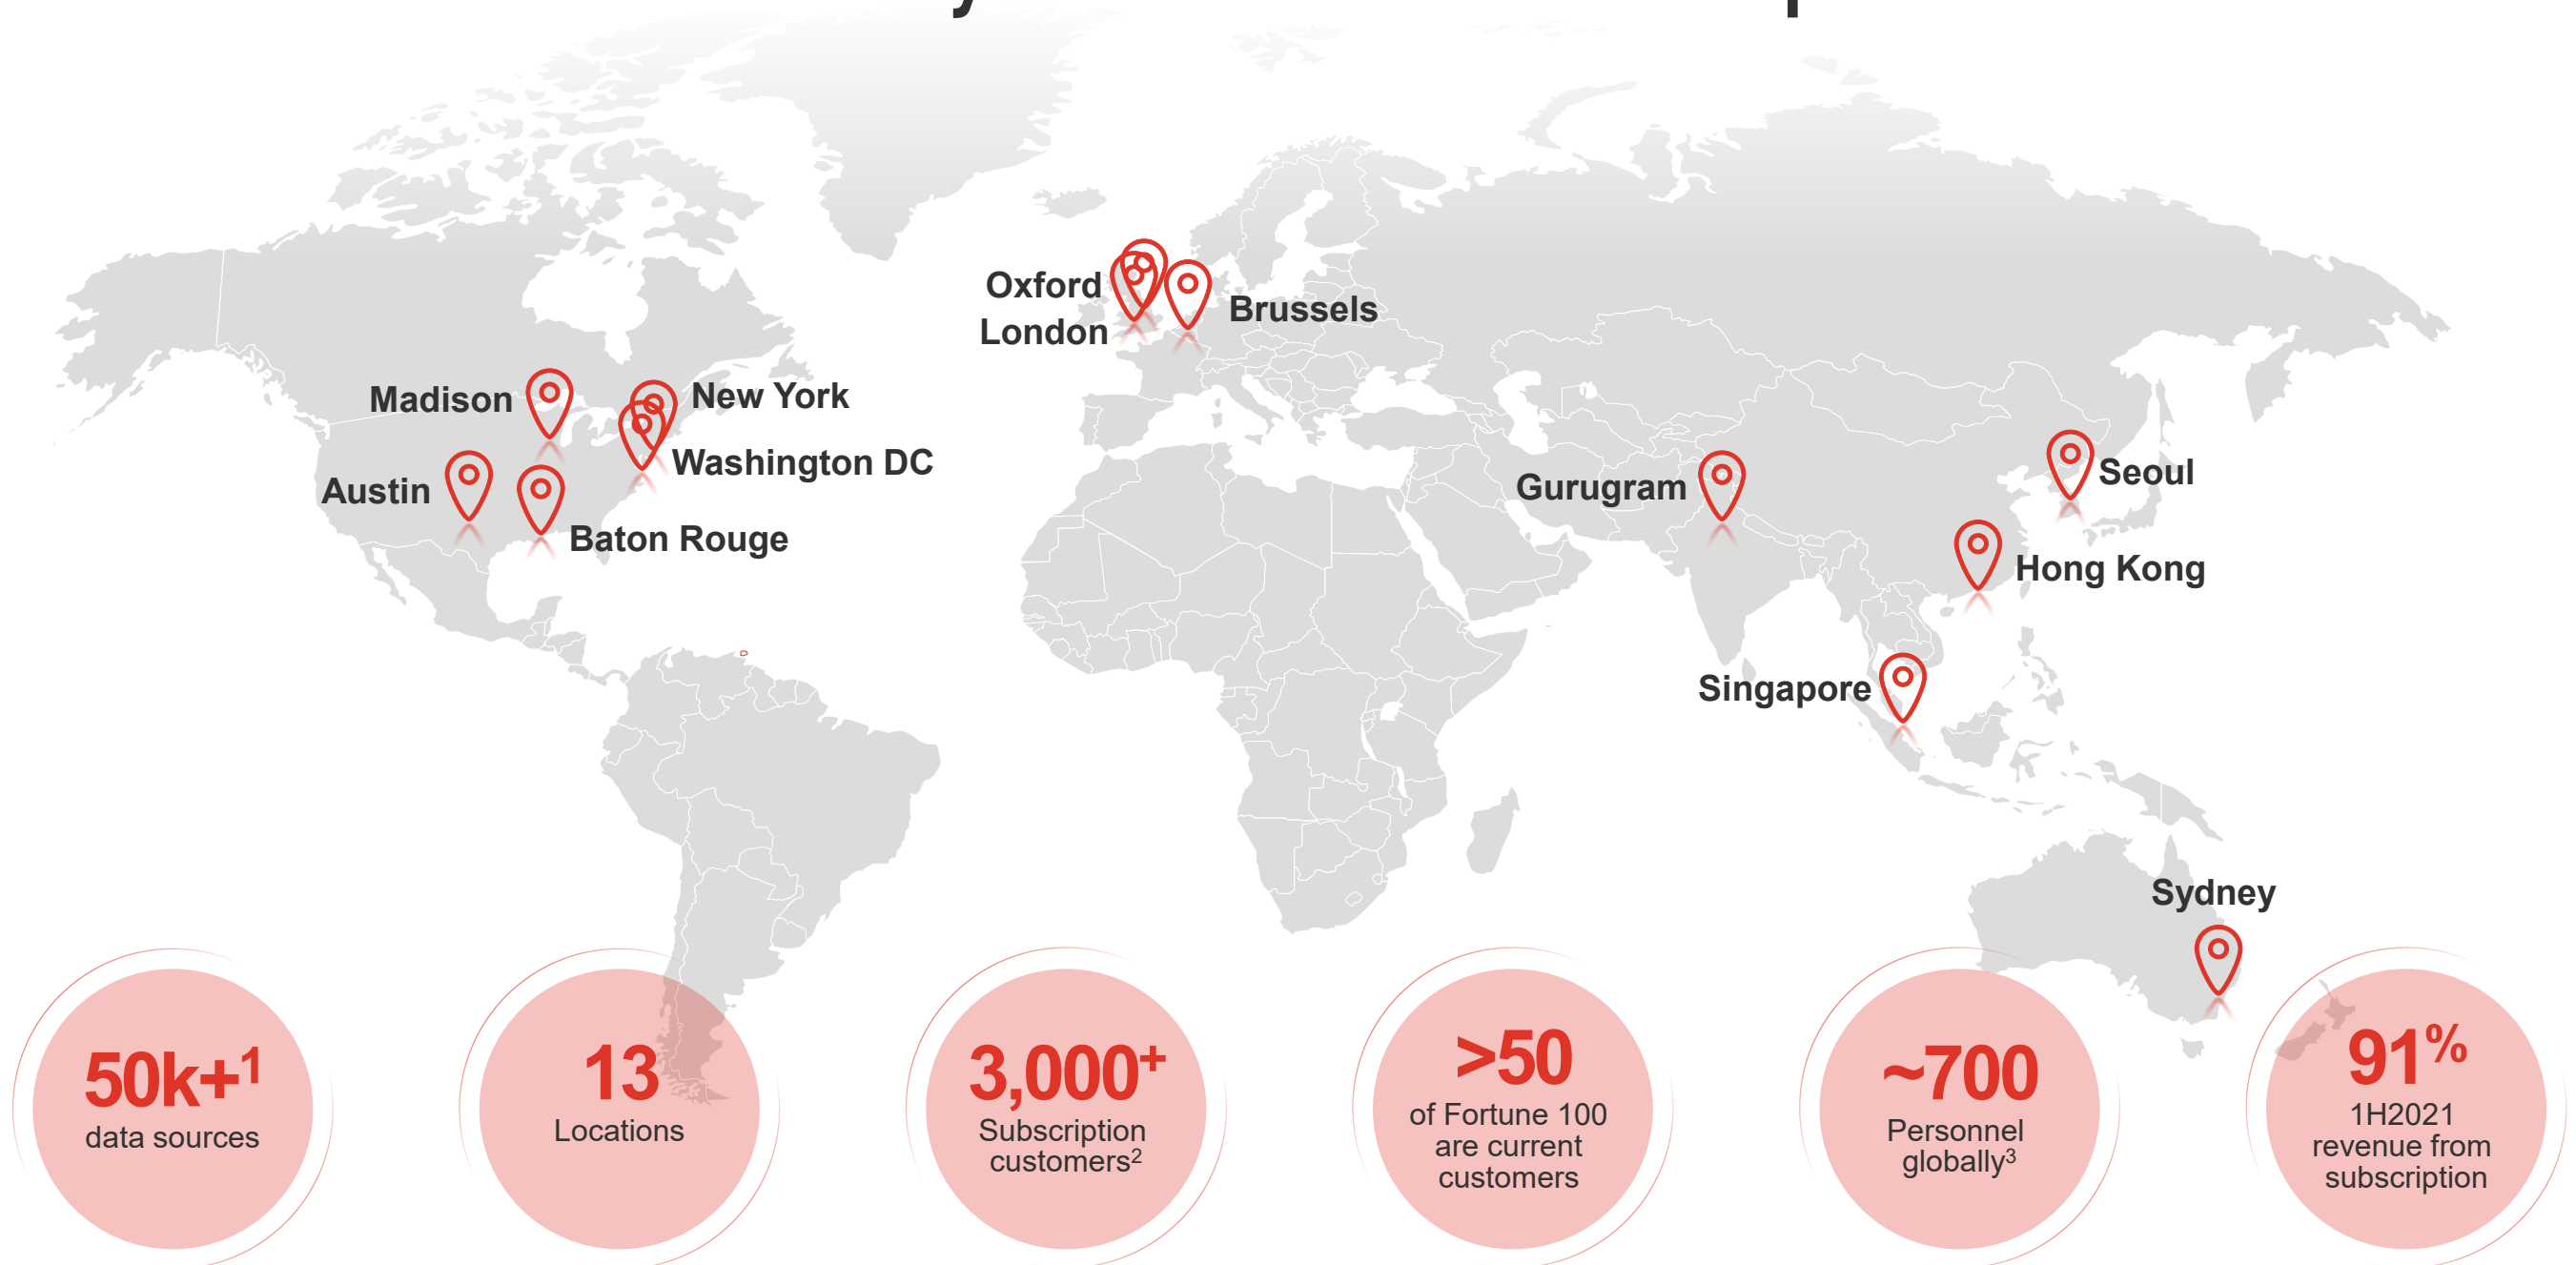 Oxford
London
Brussels
Madison
New York
Washington DC
Austin
Baton Rouge
Gurugram
Seoul
Hong Kong
Singapore
Sydney
50k+1
data sources
13
Locations
3,000+
Subscription
customers2
>50
of Fortune 100
are current
customers
~700
Personnel
globally3
91%
1H2021
revenue from
subscription